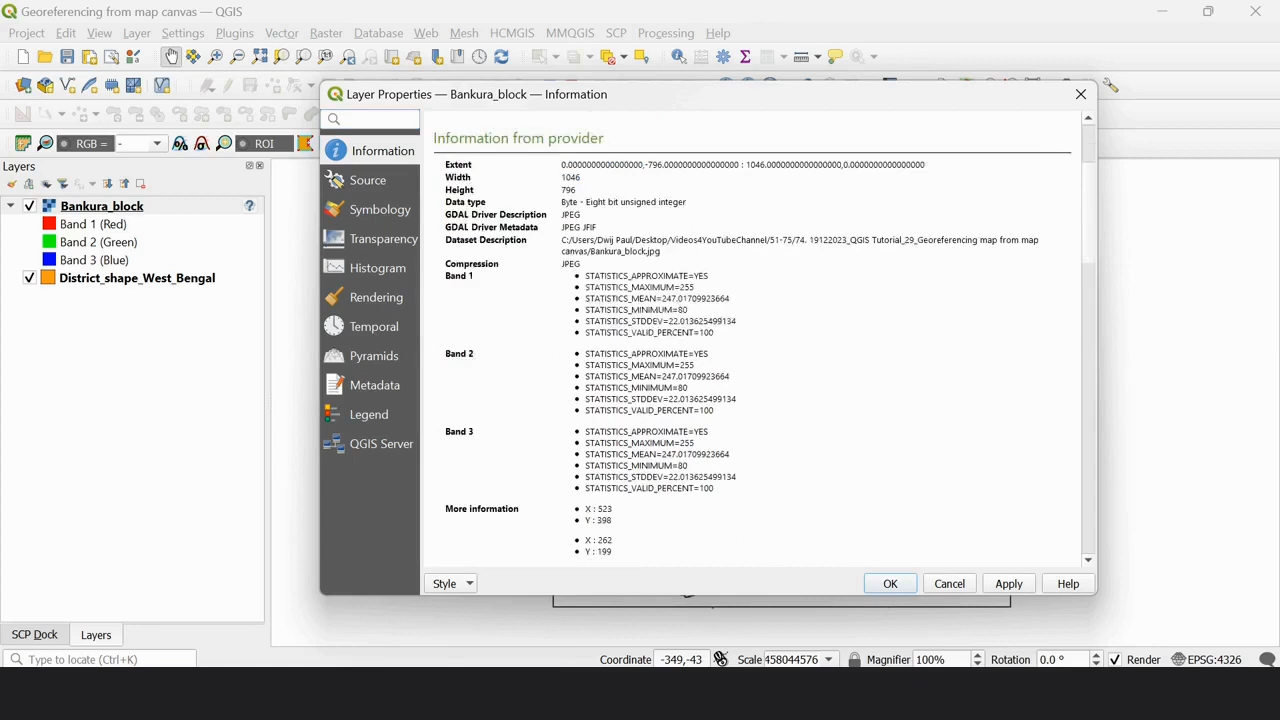 Georeferencing from map canvas — QGIS
Project Edit View Layer Settings Plugins Vector Raster Database Web Mesh HCMGIS MMQGIS SCP Processing Help
Layer Properties — Bankura_block — Information
RGB = - ROI
Layers
Bankura_block
Band 1 (Red)
Band 2 (Green)
Band 3 (Blue)
District_shape_West_Bengal
Information
Source
Symbology
Transparency
Histogram
Rendering
Temporal
Pyramids
Metadata
Legend
QGIS Server
Information from provider
Extent 0.0000000000000000,-796.0000000000000000 : 1046.0000000000000000,0.0000000000000000
Width 1046
Height 796
Data type Byte - Eight bit unsigned integer
GDAL Driver Description JPEG
GDAL Driver Metadata JPEG JFIF
Dataset Description C:/Users/Dwij Paul/Desktop/Videos4YouTubeChannel/51-75/74. 19122023_QGIS Tutorial_29_Georeferencing map from map
canvas/Bankura_block.jpg
Compression JPEG
Band 1 • STATISTICS_APPROXIMATE=YES
• STATISTICS_MAXIMUM=255
• STATISTICS_MEAN=247.01709923664
• STATISTICS_MINIMUM=80
• STATISTICS_STDDEV=22.013625499134
• STATISTICS_VALID_PERCENT=100
Band 2 • STATISTICS_APPROXIMATE=YES
• STATISTICS_MAXIMUM=255
• STATISTICS_MEAN=247.01709923664
• STATISTICS_MINIMUM=80
• STATISTICS_STDDEV=22.013625499134
• STATISTICS_VALID_PERCENT=100
Band 3 • STATISTICS_APPROXIMATE=YES
• STATISTICS_MAXIMUM=255
• STATISTICS_MEAN=247.01709923664
• STATISTICS_MINIMUM=80
• STATISTICS_STDDEV=22.013625499134
• STATISTICS_VALID_PERCENT=100
More information • X : 523
• Y : 398
• X : 262
• Y : 199
Style OK Cancel Apply Help
SCP Dock Layers
Type to locate (Ctrl+K) Coordinate -349,-43 Scale 458044576 Magnifier 100% Rotation 0.0 ° Render EPSG:4326